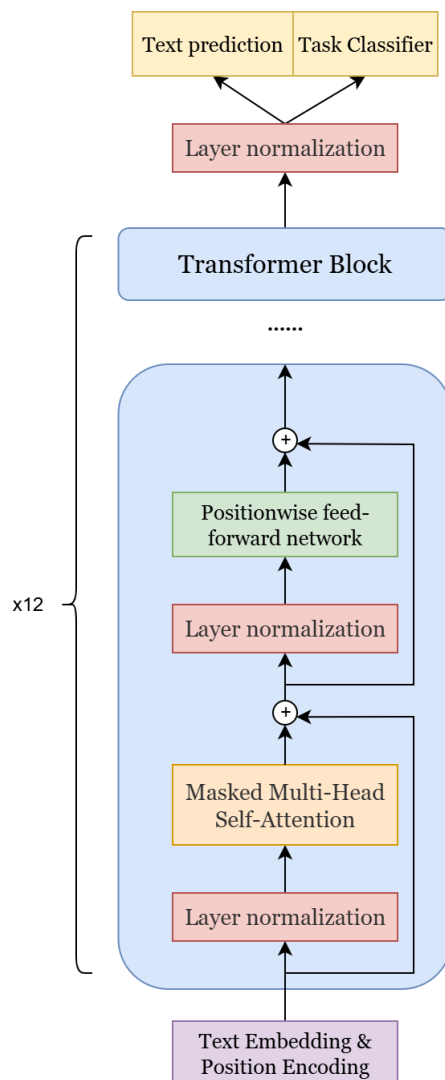 Text prediction
Task Classifier
Layer normalization
Transformer Block
......
+
Positionwise feed-
forward network
x12
Layer normalization
+
Masked Multi-Head
Self-Attention
Layer normalization
Text Embedding &
Position Encoding